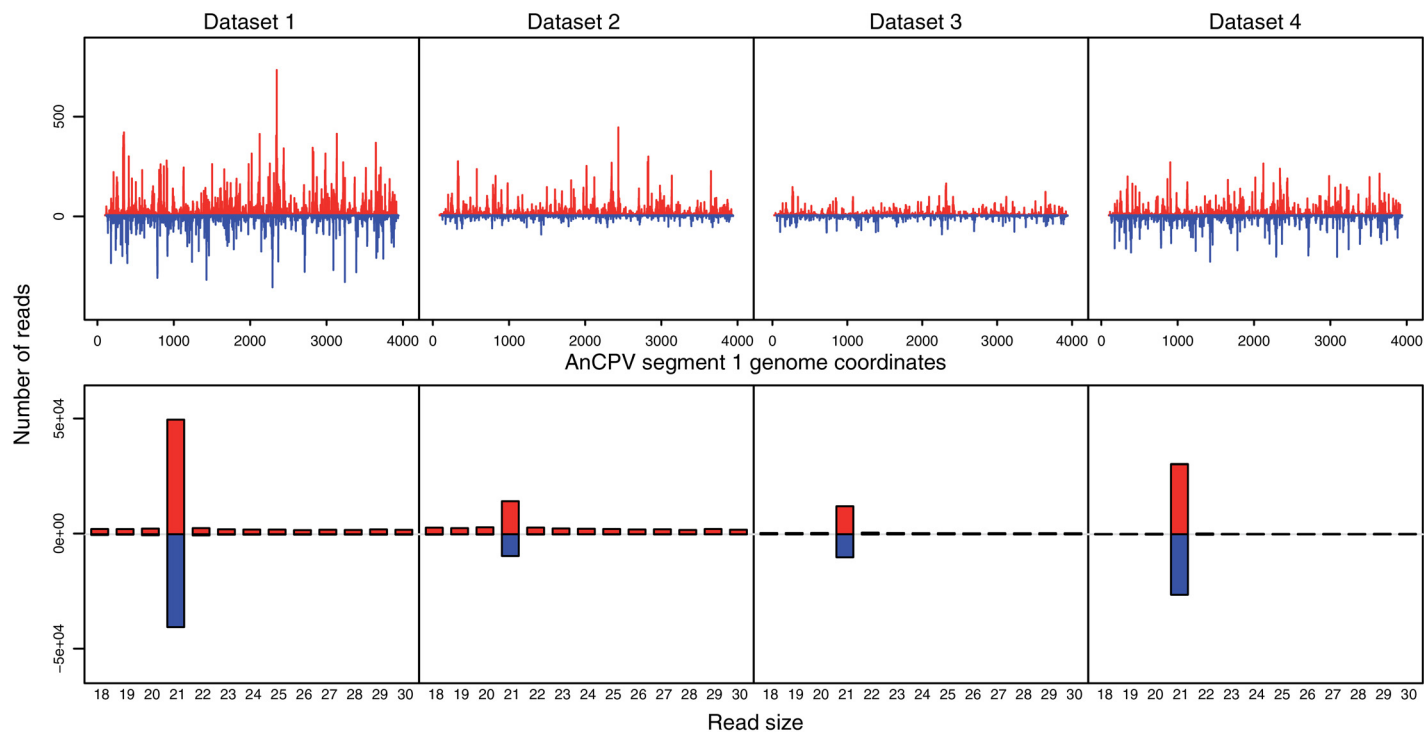 Dataset 1 Dataset 2 Dataset 3 Dataset 4
500
0
0 1000 2000 3000 4000 0 1000 2000 3000 4000 0 1000 2000 3000 4000 0 1000 2000 3000 4000
AnCPV segment 1 genome coordinates
Number of reads
5e+04
0e+00
−5e+04
18 19 20 21 22 23 24 25 26 27 28 29 30 18 19 20 21 22 23 24 25 26 27 28 29 30 18 19 20 21 22 23 24 25 26 27 28 29 30 18 19 20 21 22 23 24 25 26 27 28 29 30
Read size